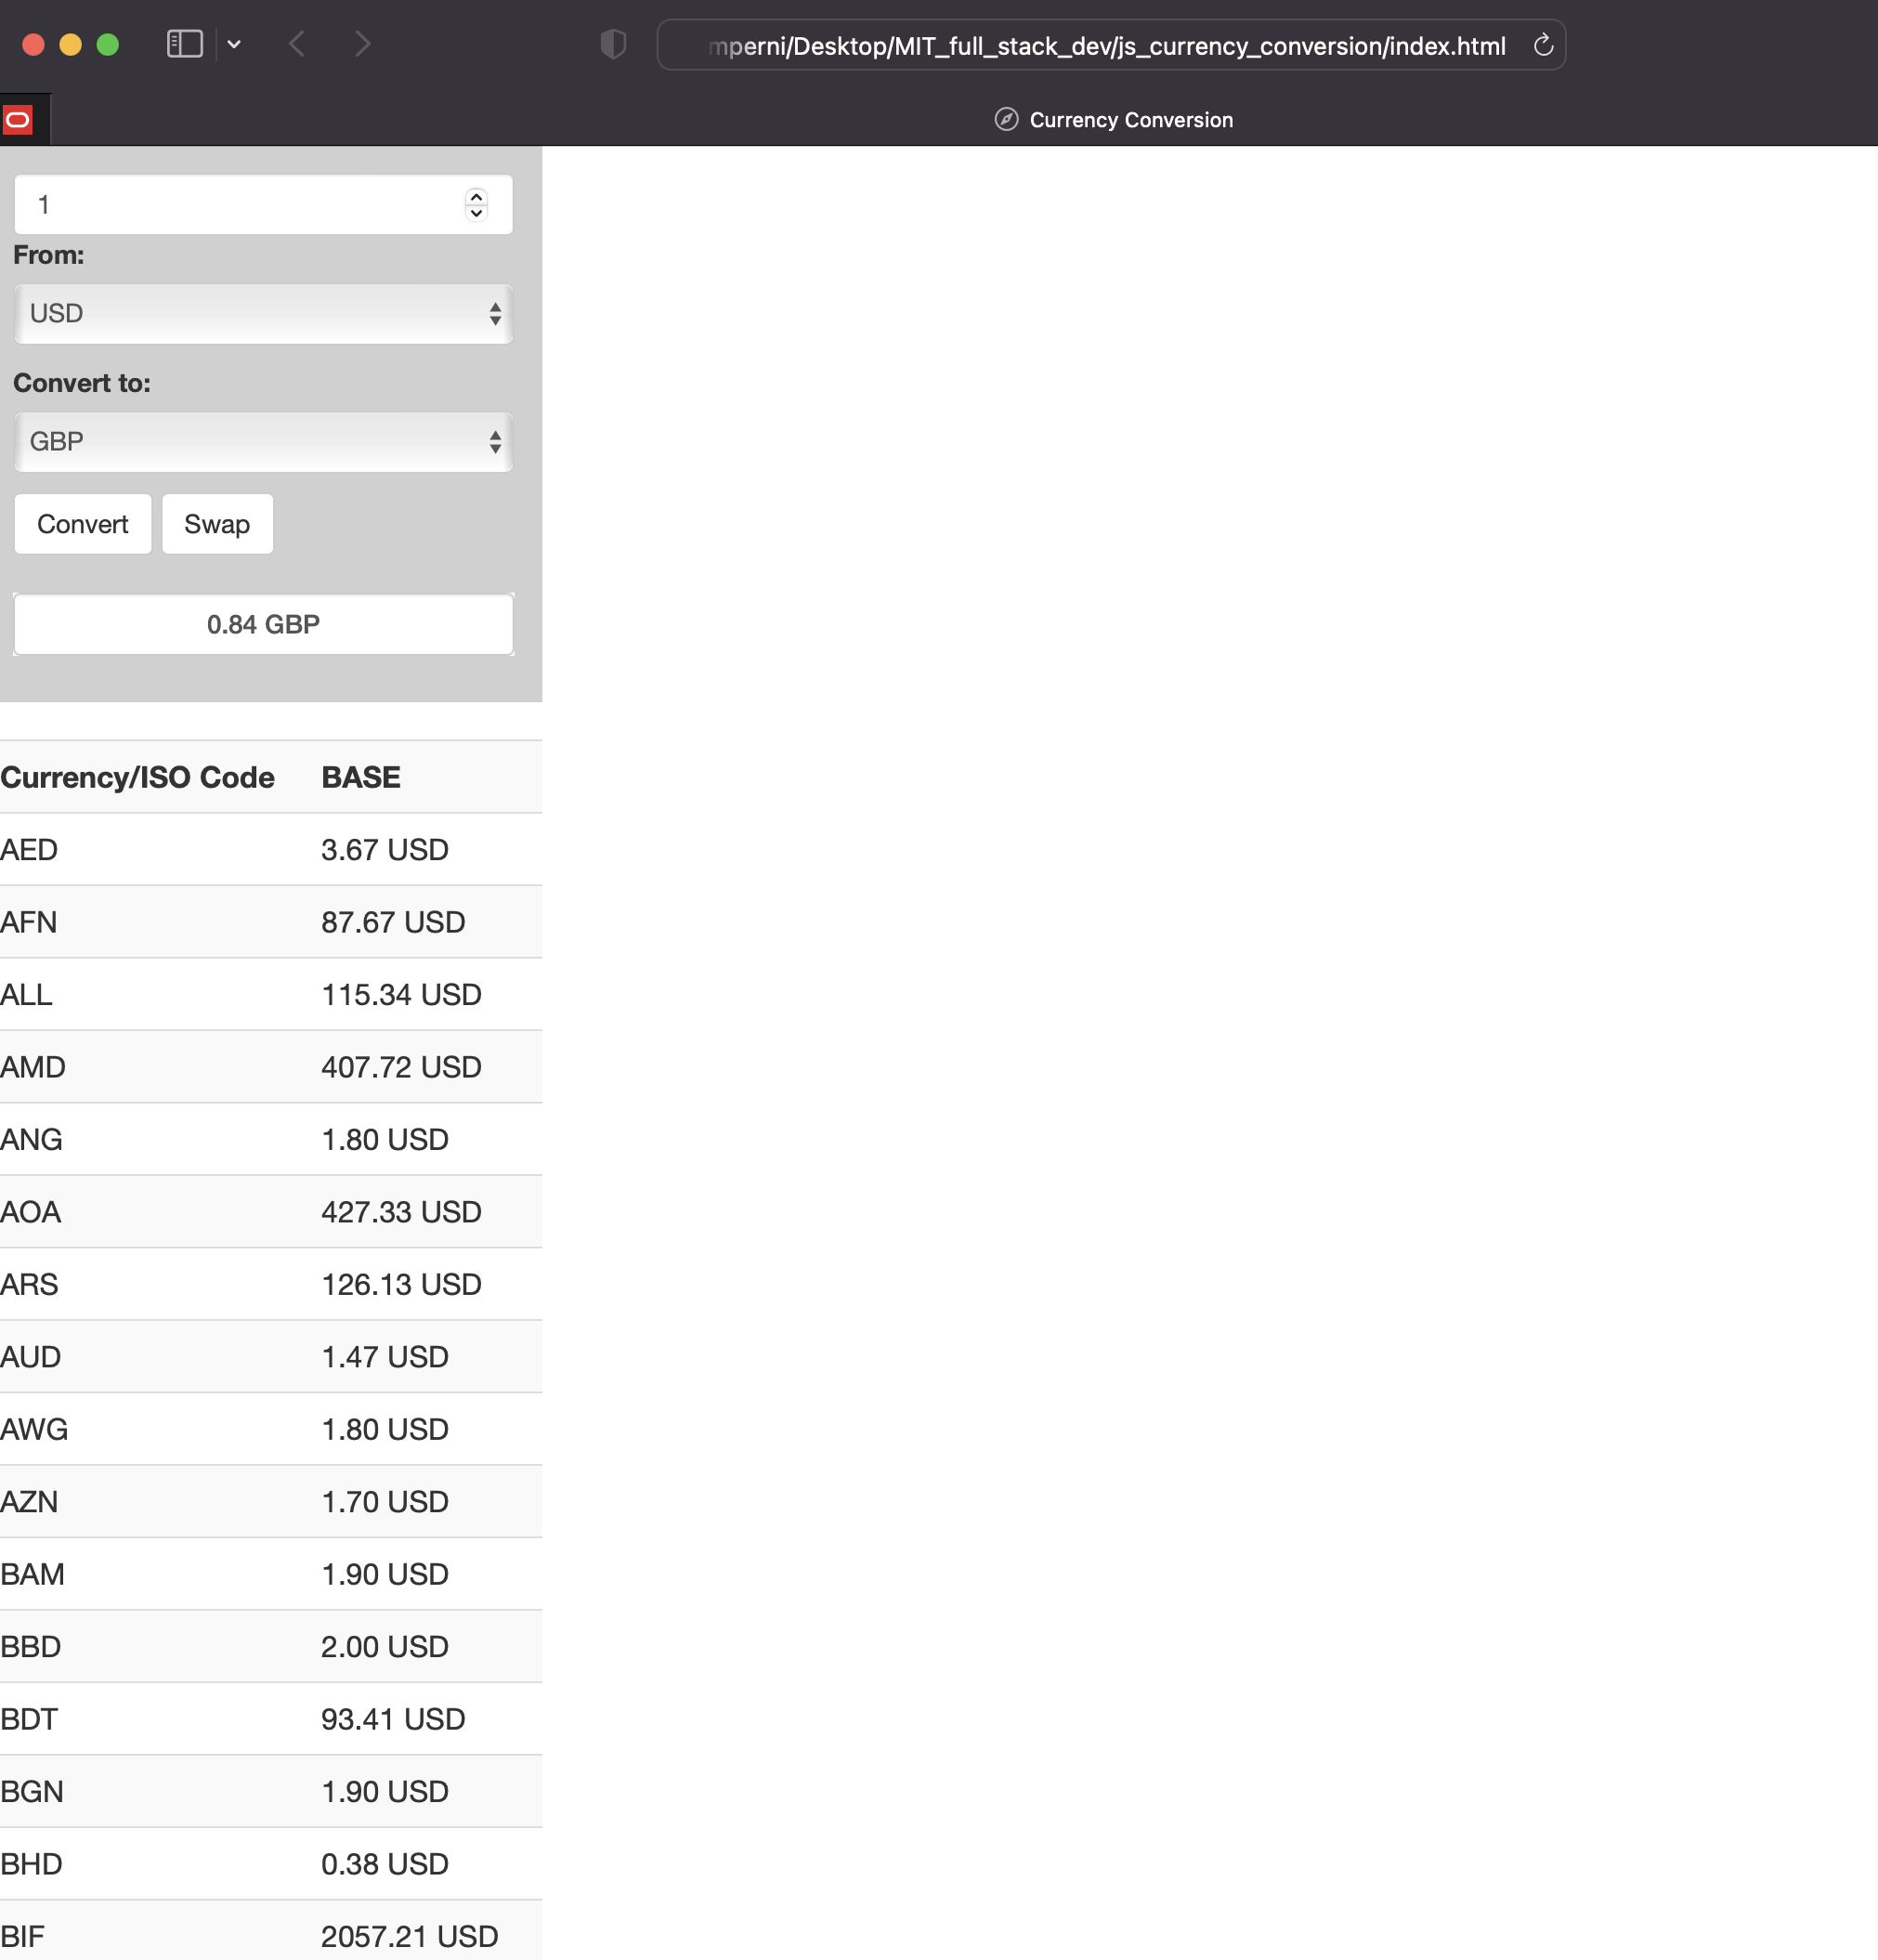 mperni/Desktop/MIT_full_stack_dev/js_currency_conversion/index.html
Currency Conversion
1
From:
USD
Convert to:
GBP
Convert Swap
0.84 GBP
Currency/ISO Code BASE
AED 3.67 USD
AFN 87.67 USD
ALL 115.34 USD
AMD 407.72 USD
ANG 1.80 USD
AOA 427.33 USD
ARS 126.13 USD
AUD 1.47 USD
AWG 1.80 USD
AZN 1.70 USD
BAM 1.90 USD
BBD 2.00 USD
BDT 93.41 USD
BGN 1.90 USD
BHD 0.38 USD
BIF 2057.21 USD